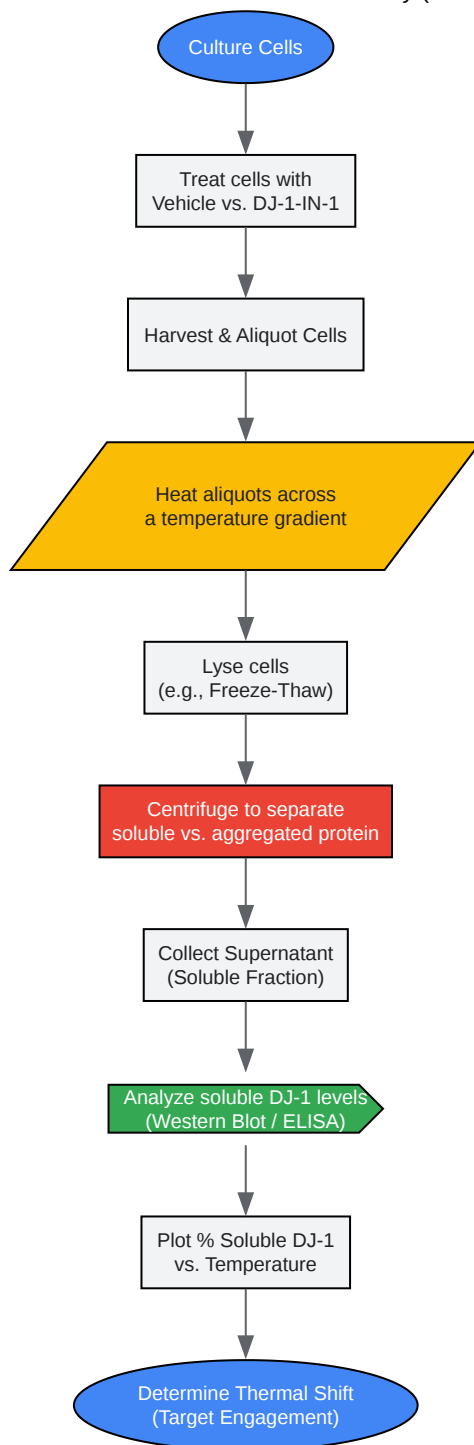 Culture Cells
Treat cells with
Vehicle vs. DJ-1-IN-1
Harvest & Aliquot Cells
Heat aliquots across
a temperature gradient
Lyse cells
(e.g., Freeze-Thaw)
Centrifuge to separate
soluble vs. aggregated protein
Collect Supernatant
(Soluble Fraction)
Analyze soluble DJ-1 levels
(Western Blot / ELISA)
Plot % Soluble DJ-1
vs. Temperature
Determine Thermal Shift
(Target Engagement)